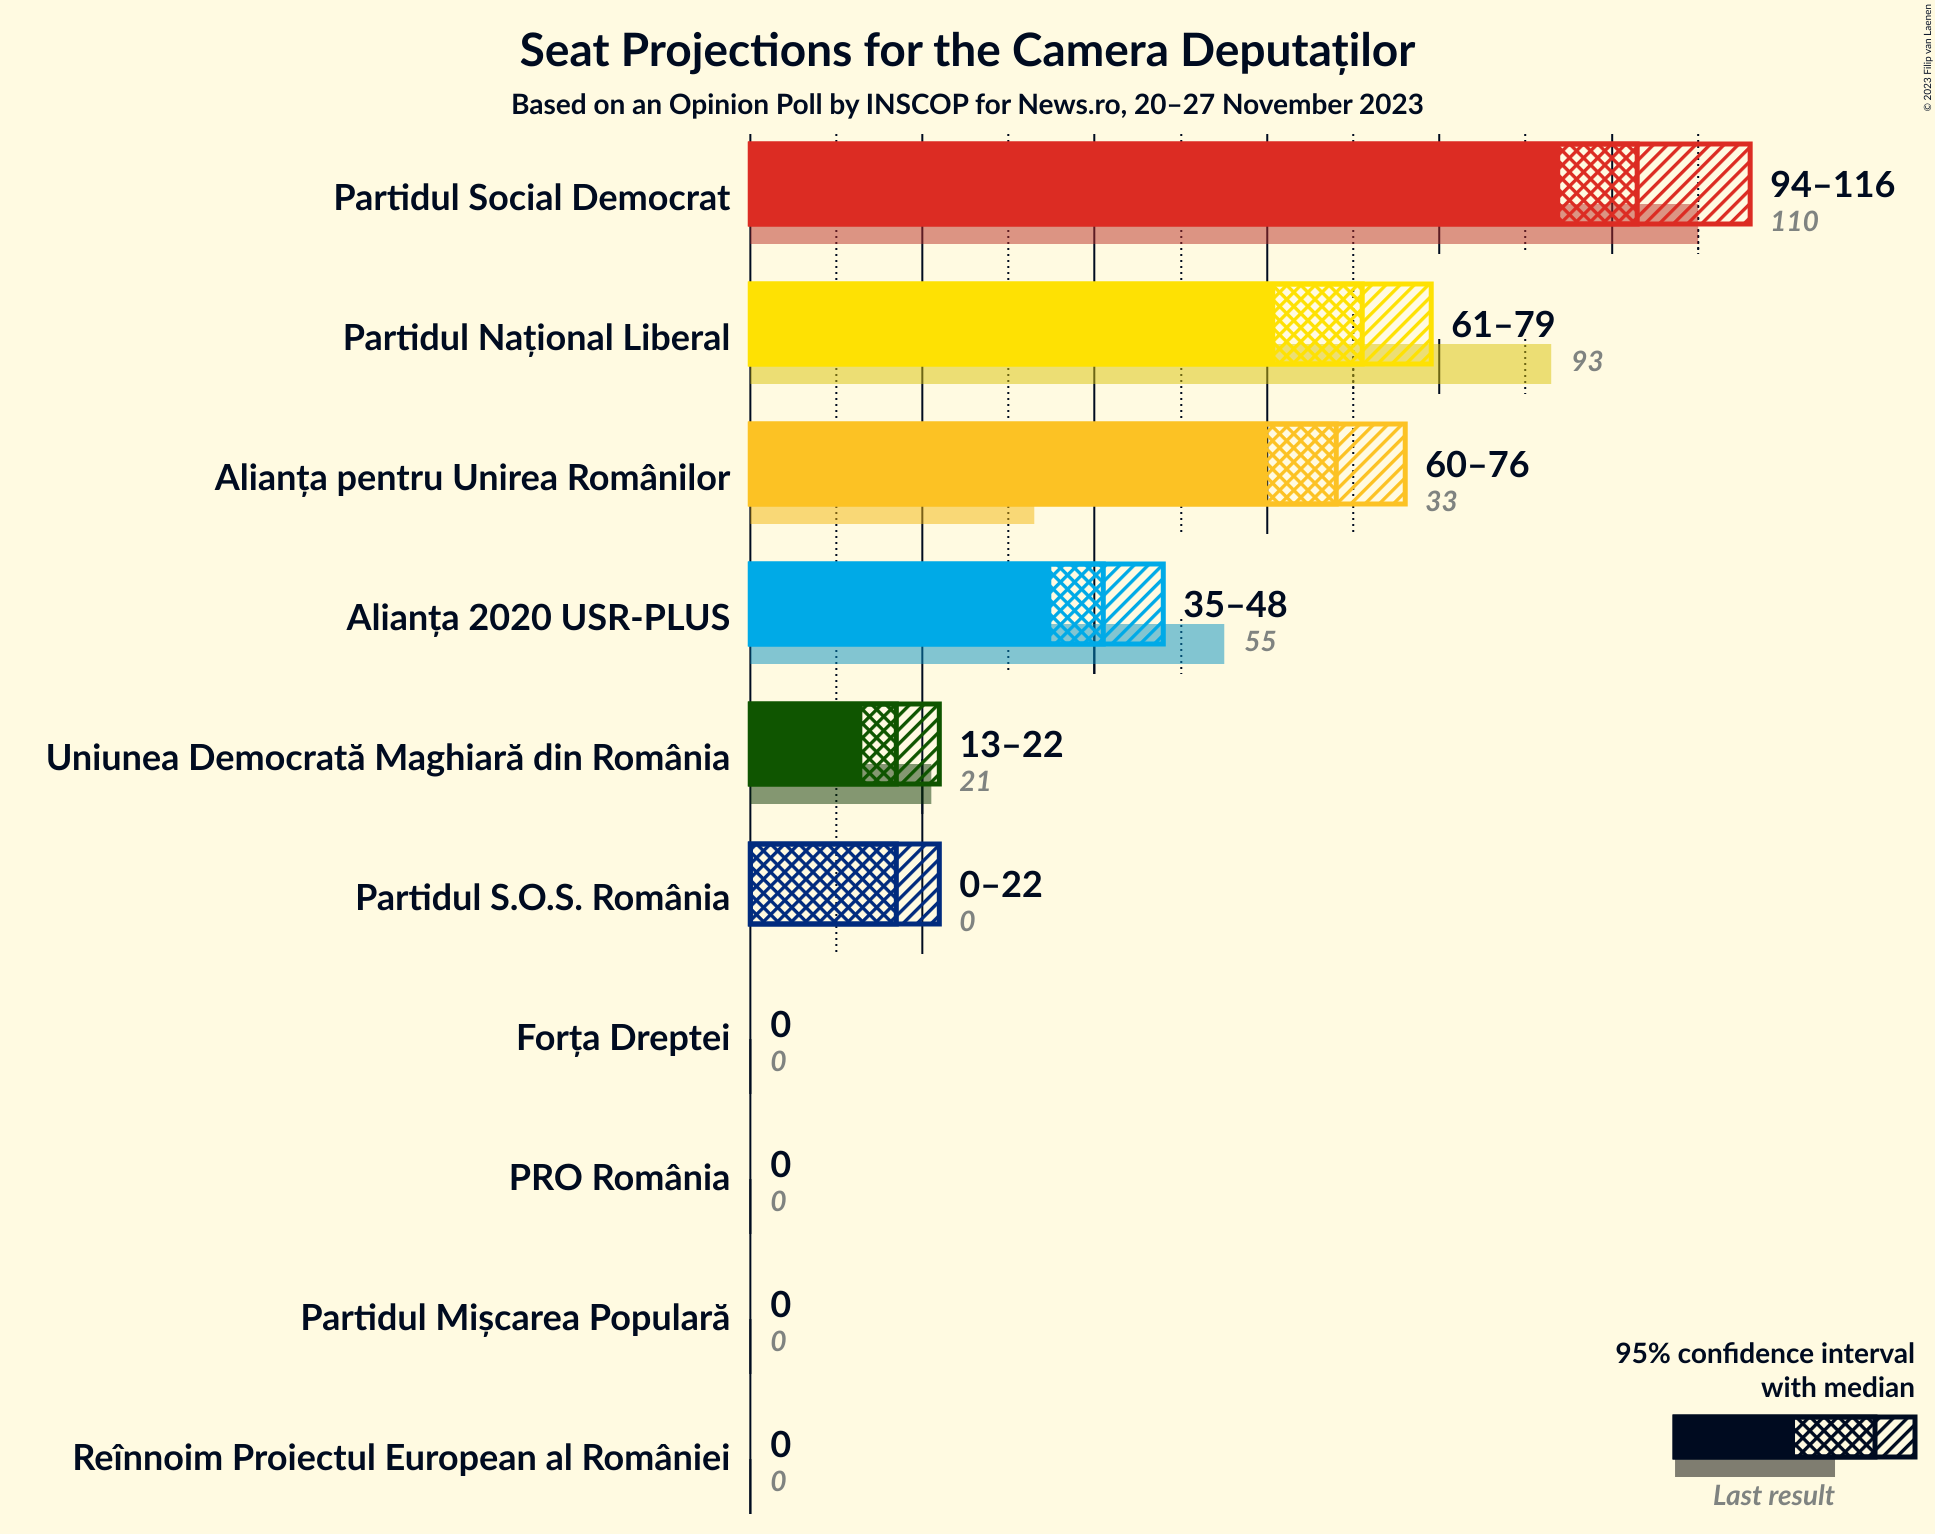 Seat Projections for the Camera Deputaților
Based on an Opinion Poll by INSCOP for News.ro, 20–27 November 2023
© 2023 Filip van Laenen
Partidul Social Democrat
94–116
110
Partidul Național Liberal
61–79
93
Alianța pentru Unirea Românilor
60–76
33
Alianța 2020 USR-PLUS
35–48
55
Uniunea Democrată Maghiară din România
13–22
21
Partidul S.O.S. România
0–22
0
Forța Dreptei
0
0
PRO România
0
0
Partidul Mișcarea Populară
0
0
Reînnoim Proiectul European al României
0
0
95% confidence interval
with median
Last result